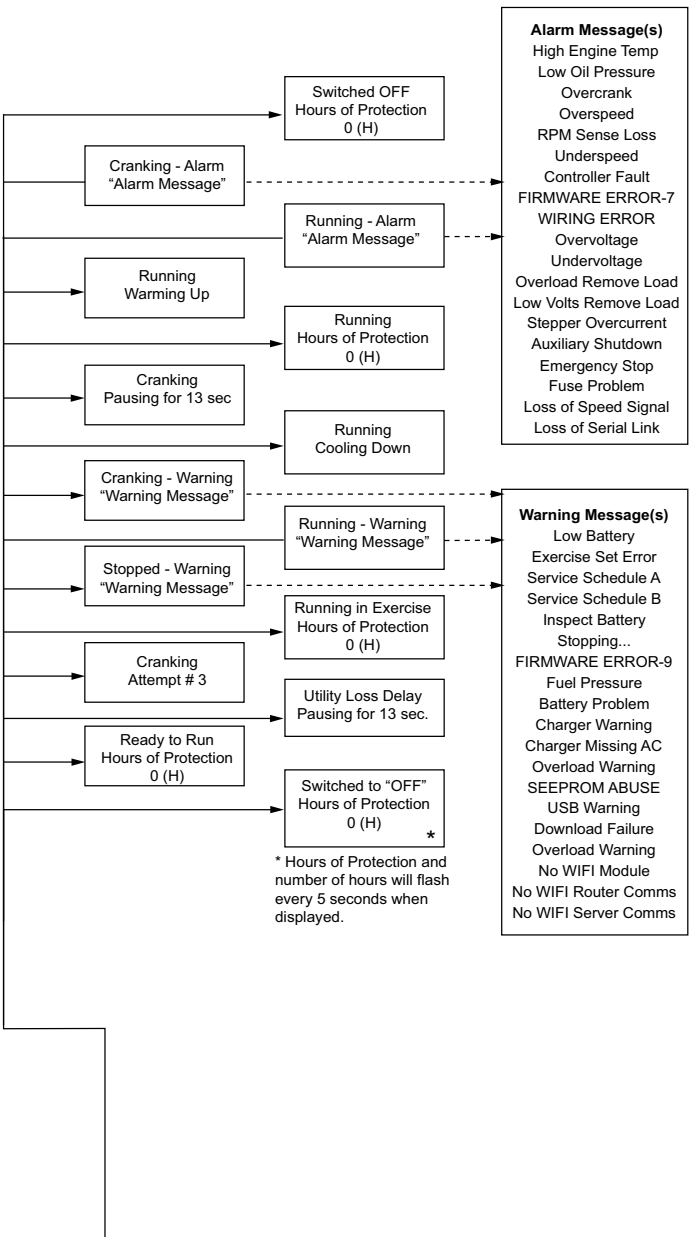 Switched OFF
Hours of Protection
0 (H)
Cranking - Alarm
“Alarm Message”
Running - Alarm
“Alarm Message”
Running
Warming Up
Running
Hours of Protection
0 (H)
Cranking
Pausing for 13 sec
Running
Cooling Down
Cranking - Warning
“Warning Message”
Running - Warning
“Warning Message”
Stopped - Warning
“Warning Message”
Running in Exercise
Hours of Protection
0 (H)
Cranking
Attempt # 3
Utility Loss Delay
Pausing for 13 sec.
Ready to Run
Hours of Protection
0 (H)
Switched to “OFF”
Hours of Protection
0 (H)
*
* Hours of Protection and
number of hours will flash
every 5 seconds when
displayed.
Alarm Message(s)
High Engine Temp
Low Oil Pressure
Overcrank
Overspeed
RPM Sense Loss
Underspeed
Controller Fault
FIRMWARE ERROR-7
WIRING ERROR
Overvoltage
Undervoltage
Overload Remove Load
Low Volts Remove Load
Stepper Overcurrent
Auxiliary Shutdown
Emergency Stop
Fuse Problem
Loss of Speed Signal
Loss of Serial Link
Warning Message(s)
Low Battery
Exercise Set Error
Service Schedule A
Service Schedule B
Inspect Battery
Stopping...
FIRMWARE ERROR-9
Fuel Pressure
Battery Problem
Charger Warning
Charger Missing AC
Overload Warning
SEEPROM ABUSE
USB Warning
Download Failure
Overload Warning
No WIFI Module
No WIFI Router Comms
No WIFI Server Comms